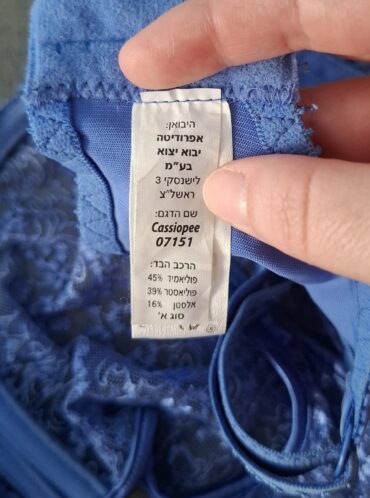 היבואן:
אפרודיטה
יבוא יצוא
בע״מ
לישנסקי 3
ראשל״צ
שם הדגם:
Cassiopee
07151
הרכב הבד:
פוליאמיד 45%
פוליאסטר 39%
אלסטן 16%
סוג א׳